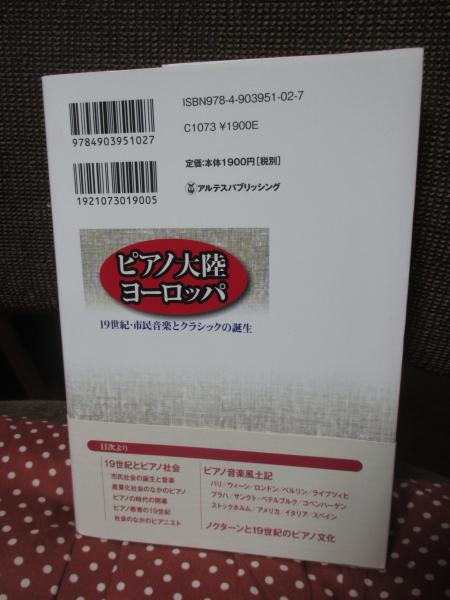 ISBN978-4-903951-02-7
C1073 ¥1900E
9784903951027
定価:本体1900円[税別]
アルテスパブリッシング
1921073019005
ピアノ大陸
ヨーロッパ
19世紀・市民音楽とクラシックの誕生
目次より
19世紀とピアノ社会
市民社会の誕生と音楽
産業化社会のなかのピアノ
ピアノの時代の開幕
ピアノ教育の19世紀
社会のなかのピアニスト
ピアノ音楽風土記
パリ/ウィーン/ロンドン/ベルリン/ライプツィヒ
プラハ/サンクト・ペテルブルク/コペンハーゲン
ストックホルム/アメリカ/イタリア/スペイン
ノクターンと19世紀のピアノ文化